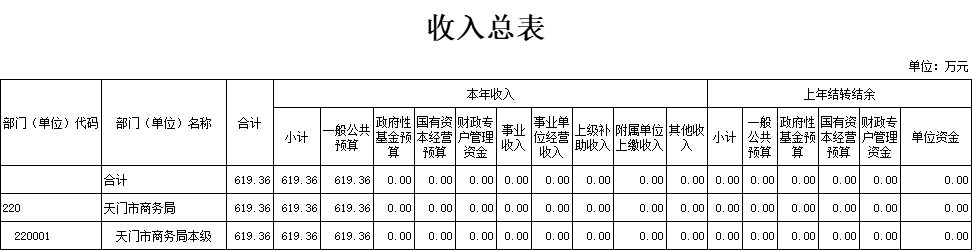 收入总表
单位：万元
部门（单位）代码 部门（单位）名称 合计 本年收入 上年结转结余
小计 一般公共预算 政府性基金预算 国有资本经营预算 财政专户管理资金 事业收入 事业单位经营收入 上级补助收入 附属单位上缴收入 其他收入 小计 一般公共预算 政府性基金预算 国有资本经营预算 财政专户管理资金 单位资金
合计 619.36 619.36 619.36 0.00 0.00 0.00 0.00 0.00 0.00 0.00 0.00 0.00 0.00 0.00 0.00 0.00 0.00
220 天门市商务局 619.36 619.36 619.36 0.00 0.00 0.00 0.00 0.00 0.00 0.00 0.00 0.00 0.00 0.00 0.00 0.00 0.00
220001 天门市商务局本级 619.36 619.36 619.36 0.00 0.00 0.00 0.00 0.00 0.00 0.00 0.00 0.00 0.00 0.00 0.00 0.00 0.00